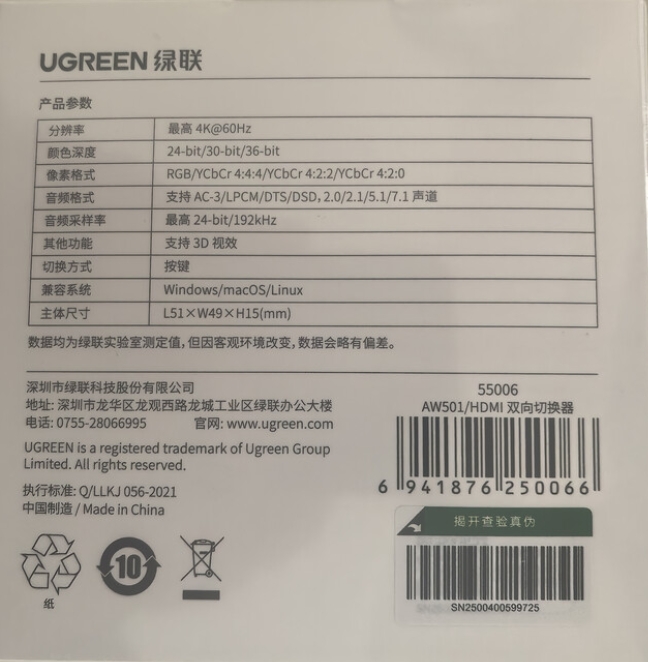 UGREEN 绿联
产品参数
分辨率 最高 4K@60Hz
颜色深度 24-bit/30-bit/36-bit
像素格式 RGB/YCbCr 4:4:4/YCbCr 4:2:2/YCbCr 4:2:0
音频格式 支持 AC-3/LPCM/DTS/DSD, 2.0/2.1/5.1/7.1 声道
音频采样率 最高 24-bit/192kHz
其他功能 支持 3D 视效
切换方式 按键
兼容系统 Windows/macOS/Linux
主体尺寸 L51×W49×H15(mm)
数据均为绿联实验室测定值，但因客观环境改变，数据会略有偏差。
深圳市绿联科技股份有限公司
地址: 深圳市龙华区龙观西路龙城工业区绿联办公大楼
电话: 0755-28066995 官网: www.ugreen.com
UGREEN is a registered trademark of Ugreen Group
Limited. All rights reserved.
执行标准: Q/LLKJ 056-2021
中国制造 / Made in China
55006
AW501/HDMI 双向切换器
6 941876 250066
揭开查验真伪
SN2500400599725
10
纸